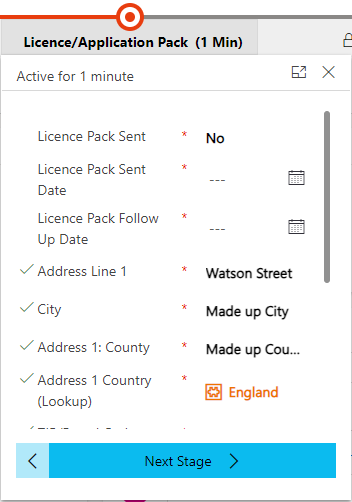 Licence/Application Pack (1 Min)
Active for 1 minute
Licence Pack Sent * No
Licence Pack Sent * ---
Date
Licence Pack Follow * ---
Up Date
Address Line 1 * Watson Street
City * Made up City
Address 1: County * Made up Cou...
Address 1 Country * England
(Lookup)
Next Stage